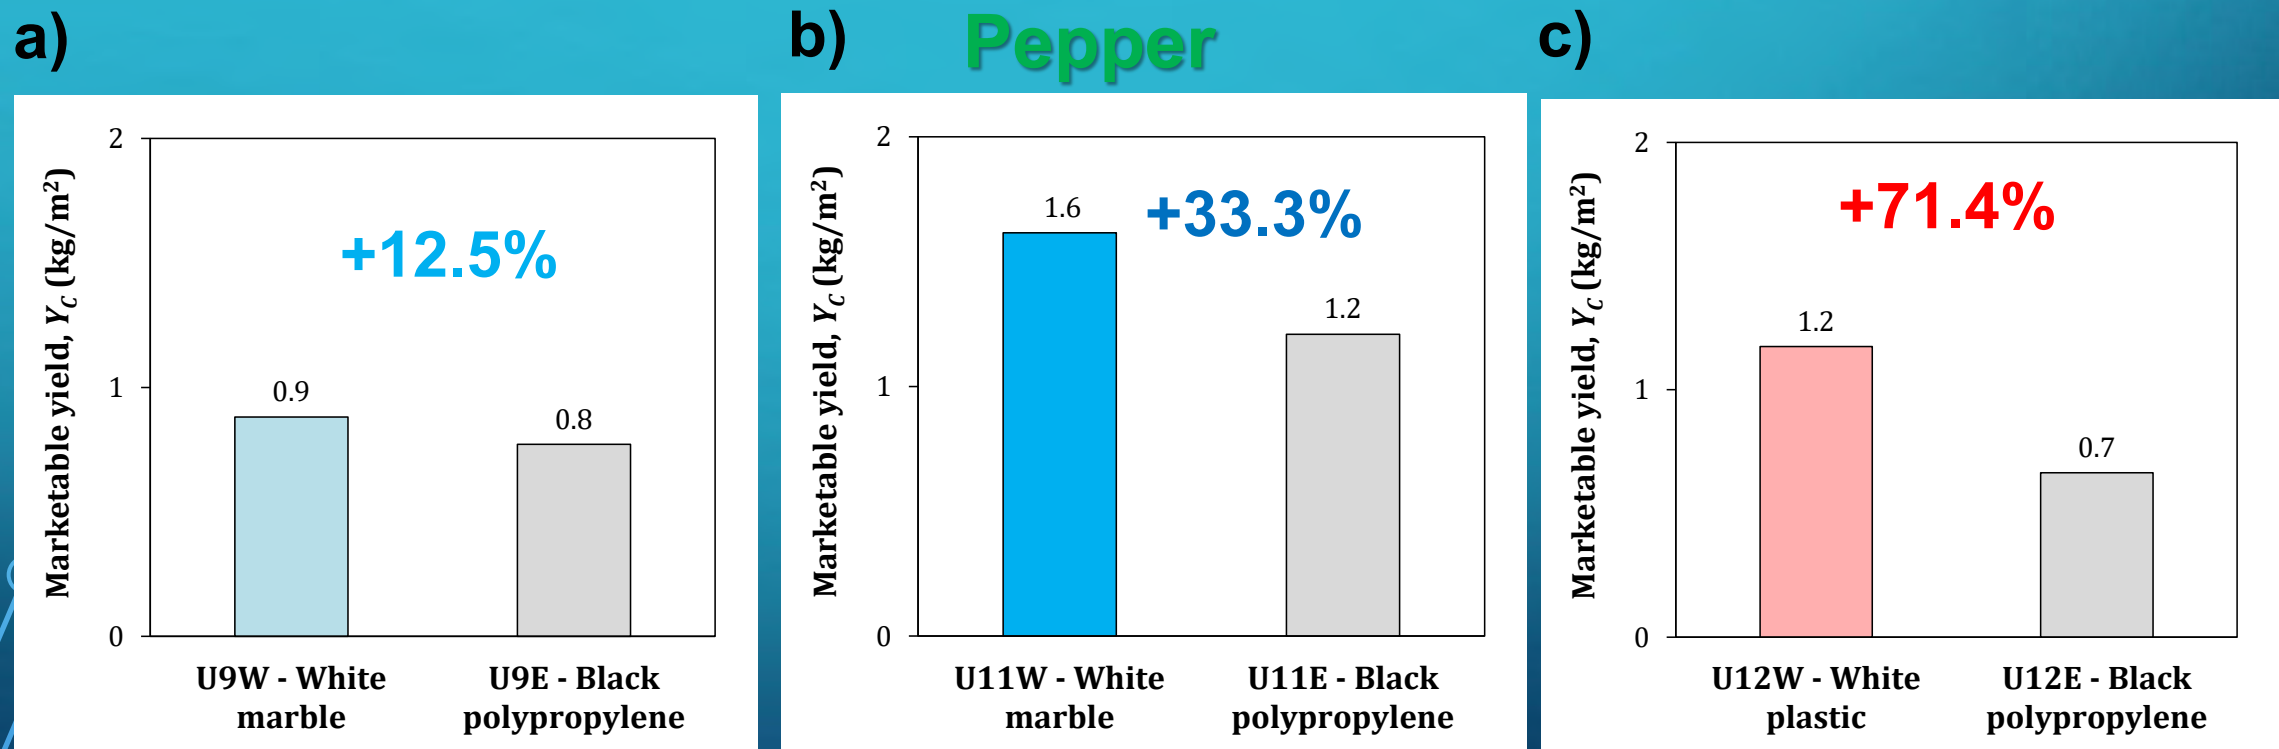 a)
b)
Pepper
c)
Marketable yield, Y_C (kg/m²)
2
1
0
+12.5%
0.9
0.8
U9W - White
marble
U9E - Black
polypropylene
Marketable yield, Y_C (kg/m²)
2
1
0
+33.3%
1.6
1.2
U11W - White
marble
U11E - Black
polypropylene
Marketable yield, Y_C (kg/m²)
2
1
0
+71.4%
1.2
0.7
U12W - White
plastic
U12E - Black
polypropylene